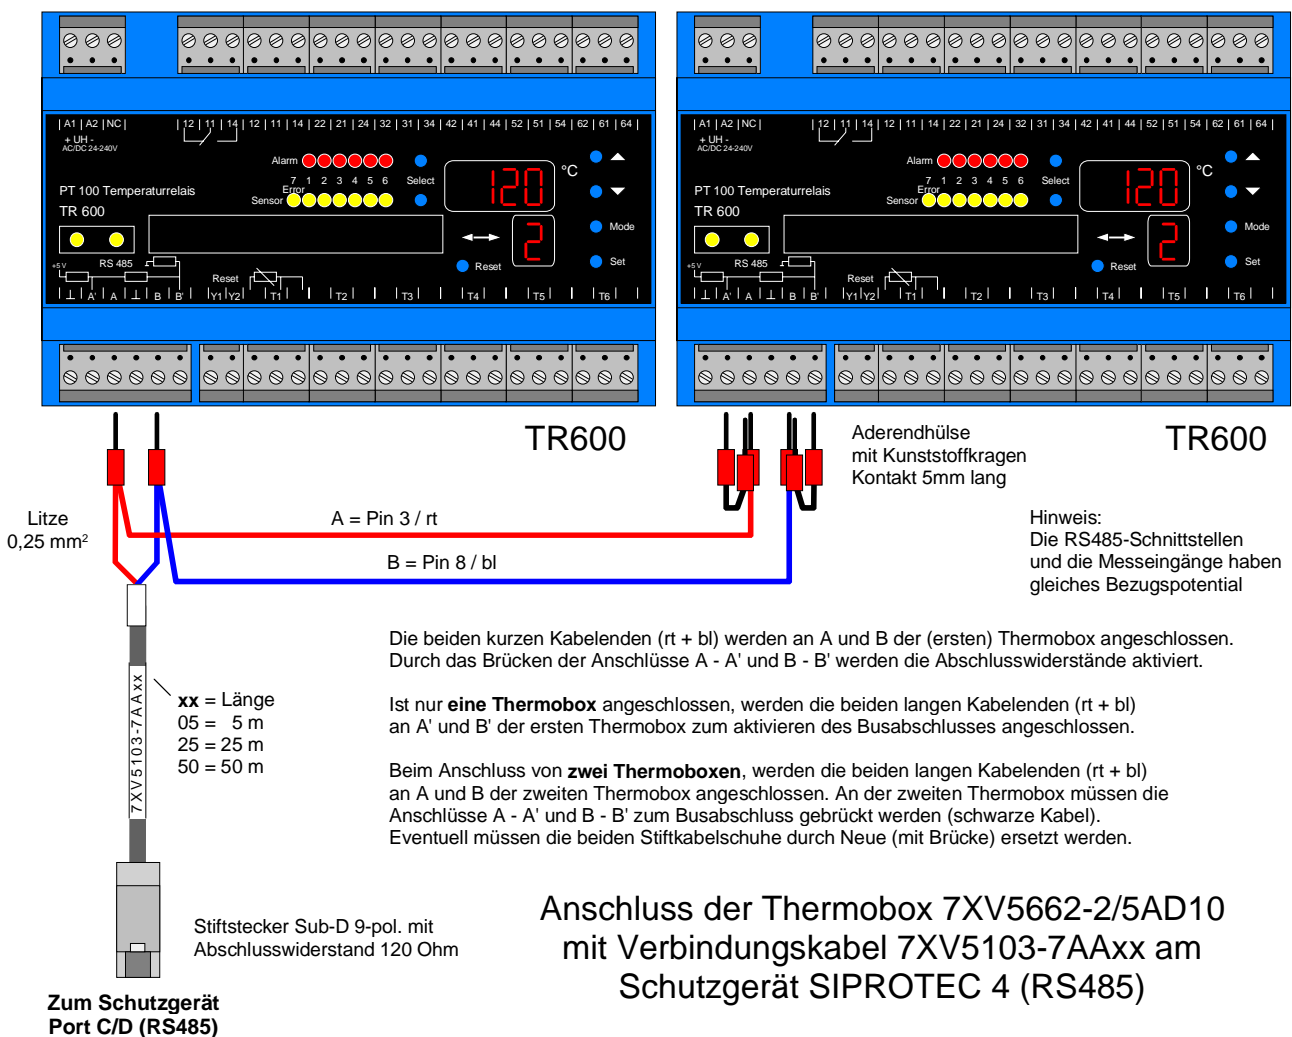 | A1 | A2 | NC |
| 12 | 11 | 14 | 12 | 11 | 14 | 22 | 21 | 24 | 32 | 31 | 34 | 42 | 41 | 44 | 52 | 51 | 54 | 62 | 61 | 64 |
+ UH -
AC/DC 24-240V
Alarm
7 1 2 3 4 5 6
Error
Sensor
Select
120
°C
PT 100 Temperaturrelais
TR 600
2
Mode
Reset
Set
+5 V
RS 485
Reset
| ⊥ | A' | A | ⊥ | B | B' | Y1 | Y2 | T1 | T2 | T3 | T4 | T5 | T6 |
| A1 | A2 | NC |
| 12 | 11 | 14 | 12 | 11 | 14 | 22 | 21 | 24 | 32 | 31 | 34 | 42 | 41 | 44 | 52 | 51 | 54 | 62 | 61 | 64 |
+ UH -
AC/DC 24-240V
Alarm
7 1 2 3 4 5 6
Error
Sensor
Select
120
°C
PT 100 Temperaturrelais
TR 600
2
Mode
Reset
Set
+5 V
RS 485
Reset
| ⊥ | A' | A | ⊥ | B | B' | Y1 | Y2 | T1 | T2 | T3 | T4 | T5 | T6 |
TR600
Aderendhülse
mit Kunststoffkragen
Kontakt 5mm lang
TR600
Litze
0,25 mm²
A = Pin 3 / rt
B = Pin 8 / bl
Hinweis:
Die RS485-Schnittstellen
und die Messeingänge haben
gleiches Bezugspotential
Die beiden kurzen Kabelenden (rt + bl) werden an A und B der (ersten) Thermobox angeschlossen.
Durch das Brücken der Anschlüsse A - A' und B - B' werden die Abschlusswiderstände aktiviert.
Ist nur eine Thermobox angeschlossen, werden die beiden langen Kabelenden (rt + bl)
an A' und B' der ersten Thermobox zum aktivieren des Busabschlusses angeschlossen.
Beim Anschluss von zwei Thermoboxen, werden die beiden langen Kabelenden (rt + bl)
an A und B der zweiten Thermobox angeschlossen. An der zweiten Thermobox müssen die
Anschlüsse A - A' und B - B' zum Busabschluss gebrückt werden (schwarze Kabel).
Eventuell müssen die beiden Stiftkabelschuhe durch Neue (mit Brücke) ersetzt werden.
7XV5103-7AAxx
xx = Länge
05 = 5 m
25 = 25 m
50 = 50 m
Stiftstecker Sub-D 9-pol. mit
Abschlusswiderstand 120 Ohm
Zum Schutzgerät
Port C/D (RS485)
Anschluss der Thermobox 7XV5662-2/5AD10
mit Verbindungskabel 7XV5103-7AAxx am
Schutzgerät SIPROTEC 4 (RS485)